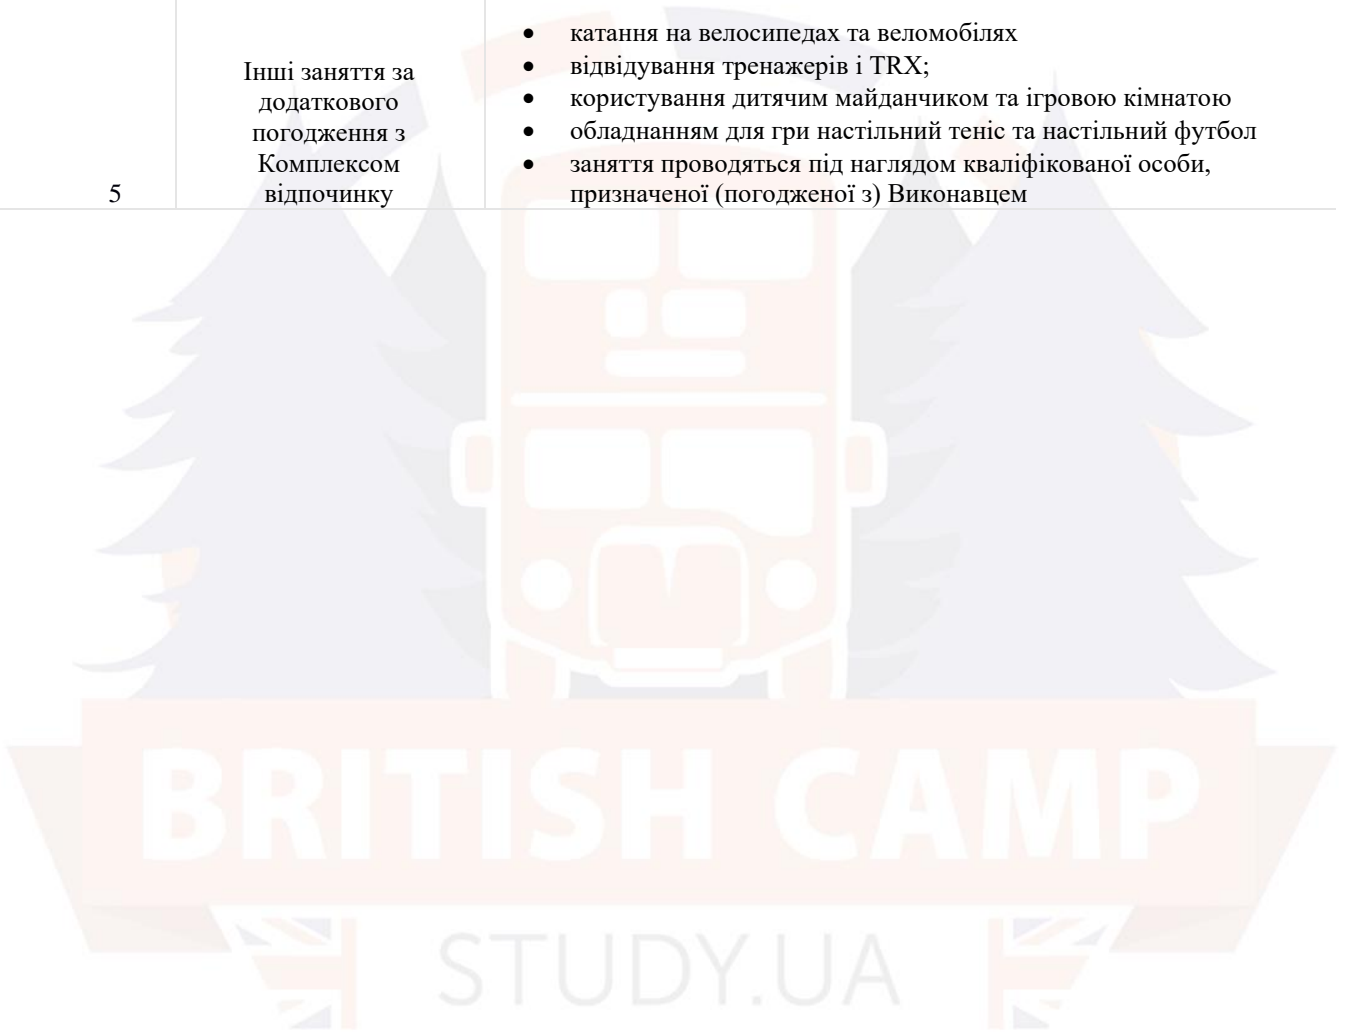 5
Інші заняття за
додаткового
погодження з
Комплексом
відпочинку
• катання на велосипедах та веломобілях
• відвідування тренажерів і TRX;
• користування дитячим майданчиком та ігровою кімнатою
• обладнанням для гри настільний теніс та настільний футбол
• заняття проводяться під наглядом кваліфікованої особи,
призначеної (погодженої з) Виконавцем
BRITISH CAMP
STUDY.UA